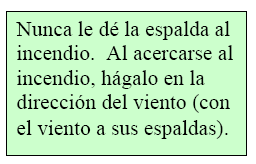 Nunca le dé la espalda al
incendio.  Al acercarse al
incendio, hágalo en la
dirección del viento (con
el viento a sus espaldas).